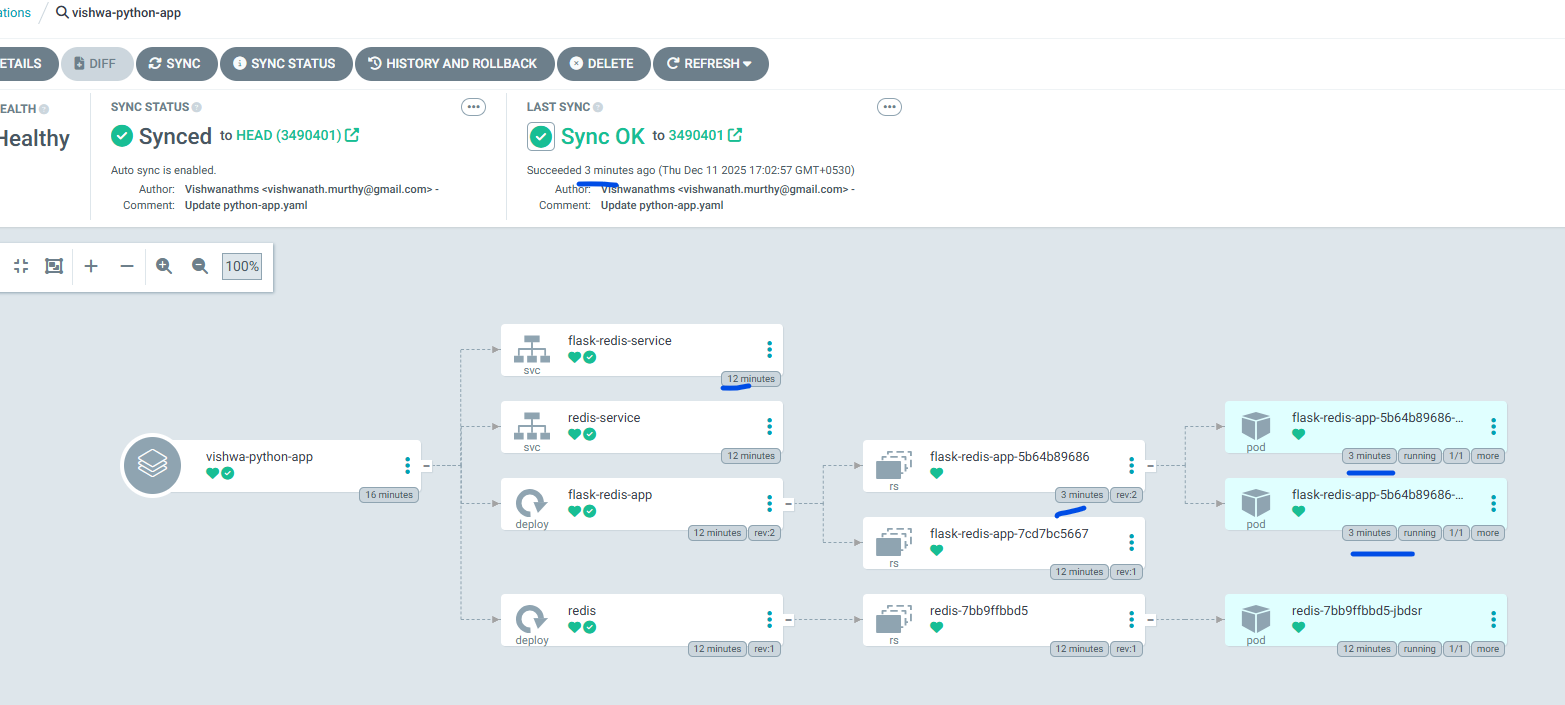 ations / vishwa-python-app
ETAILS DIFF SYNC SYNC STATUS HISTORY AND ROLLBACK DELETE REFRESH
EALTH
Healthy
SYNC STATUS
Synced to HEAD (3490401)
Auto sync is enabled.
Author: Vishwanathms <vishwanath.murthy@gmail.com> -
Comment: Update python-app.yaml
LAST SYNC
Sync OK to 3490401
Succeeded 3 minutes ago (Thu Dec 11 2025 17:02:57 GMT+0530)
Author: Vishwanathms <vishwanath.murthy@gmail.com> -
Comment: Update python-app.yaml
100%
vishwa-python-app
16 minutes
flask-redis-service
svc
12 minutes
redis-service
svc
12 minutes
flask-redis-app
deploy
12 minutes rev:2
redis
deploy
12 minutes rev:1
flask-redis-app-5b64b89686
rs
3 minutes rev:2
flask-redis-app-7cd7bc5667
rs
12 minutes rev:1
redis-7bb9ffbbd5
rs
12 minutes rev:1
flask-redis-app-5b64b89686-...
pod
3 minutes running 1/1 more
flask-redis-app-5b64b89686-...
pod
3 minutes running 1/1 more
redis-7bb9ffbbd5-jbdsr
pod
12 minutes running 1/1 more